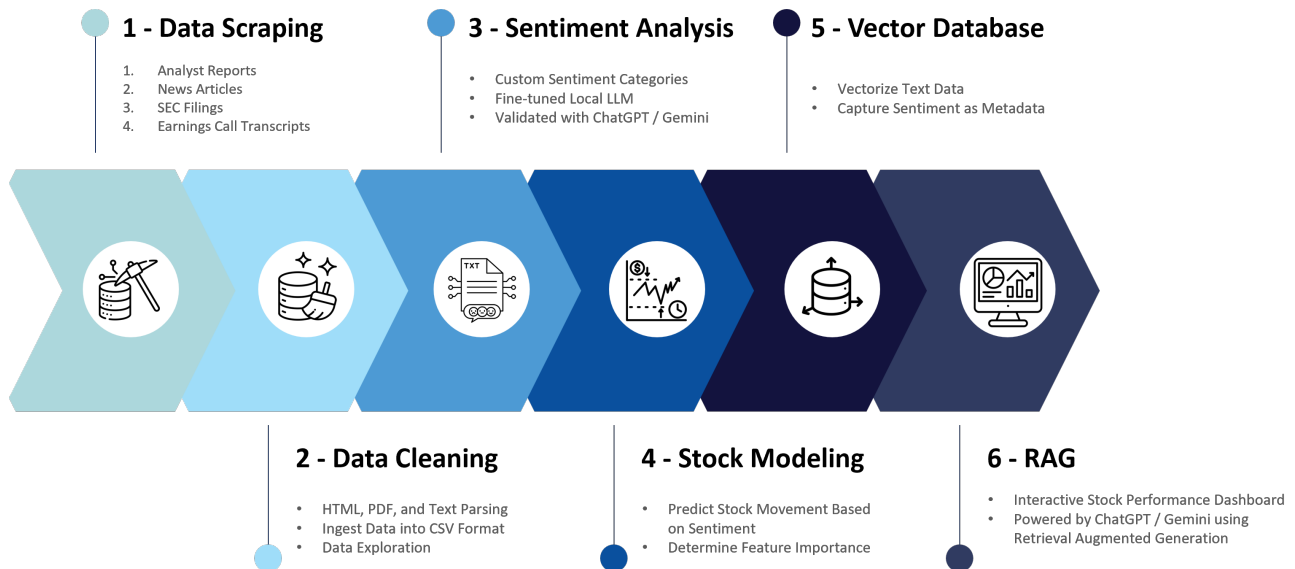 1 - Data Scraping
1. Analyst Reports
2. News Articles
3. SEC Filings
4. Earnings Call Transcripts
3 - Sentiment Analysis
• Custom Sentiment Categories
• Fine-tuned Local LLM
• Validated with ChatGPT / Gemini
5 - Vector Database
• Vectorize Text Data
• Capture Sentiment as Metadata
TXT
$
2 - Data Cleaning
• HTML, PDF, and Text Parsing
• Ingest Data into CSV Format
• Data Exploration
4 - Stock Modeling
• Predict Stock Movement Based
on Sentiment
• Determine Feature Importance
6 - RAG
• Interactive Stock Performance Dashboard
• Powered by ChatGPT / Gemini using
Retrieval Augmented Generation